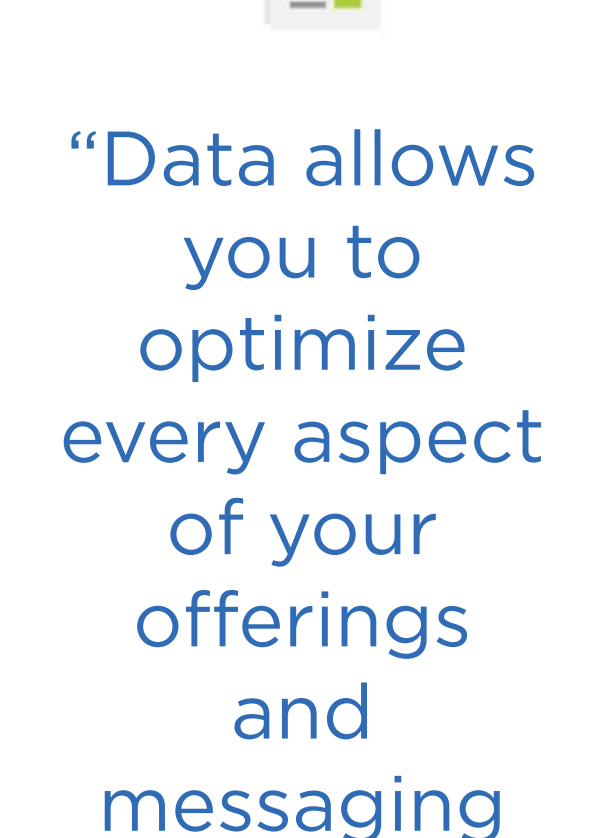 “Data allows
you to
optimize
every aspect
of your
offerings
and
messaging